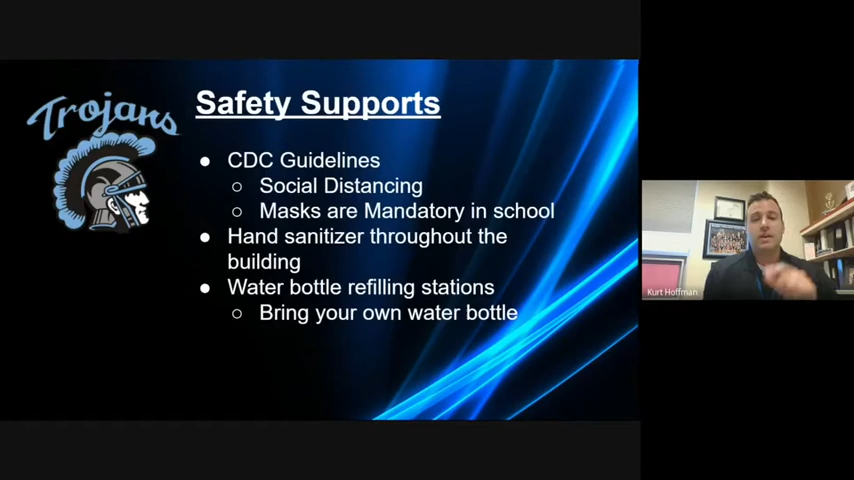 Trojans
Safety Supports
● CDC Guidelines
○ Social Distancing
○ Masks are Mandatory in school
● Hand sanitizer throughout the
building
● Water bottle refilling stations
○ Bring your own water bottle
Kurt Hoffman